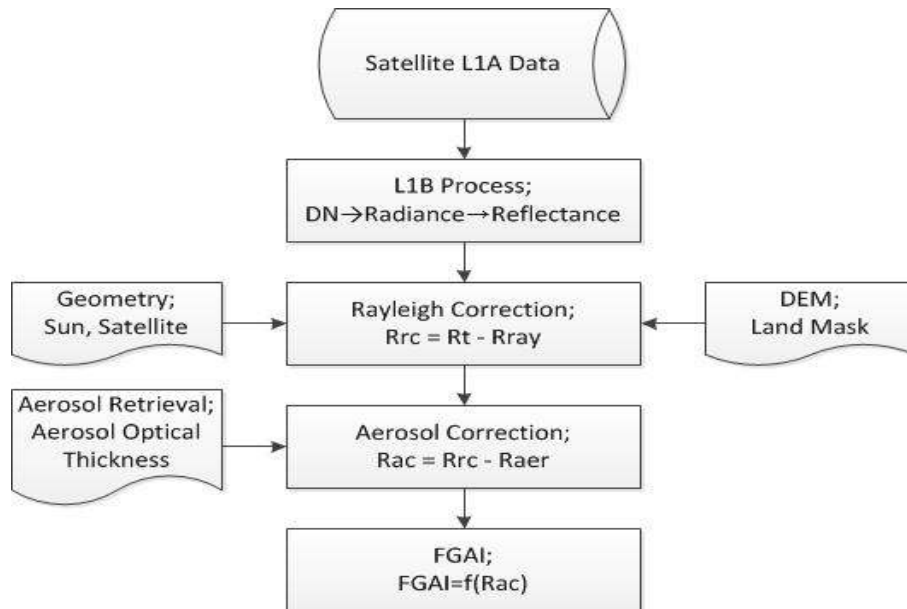 Satellite L1A Data
L1B Process;
DN→Radiance→Reflectance
Geometry;
Sun, Satellite
Rayleigh Correction;
Rrc = Rt - Rray
DEM;
Land Mask
Aerosol Retrieval;
Aerosol Optical
Thickness
Aerosol Correction;
Rac = Rrc - Raer
FGAI;
FGAI=f(Rac)